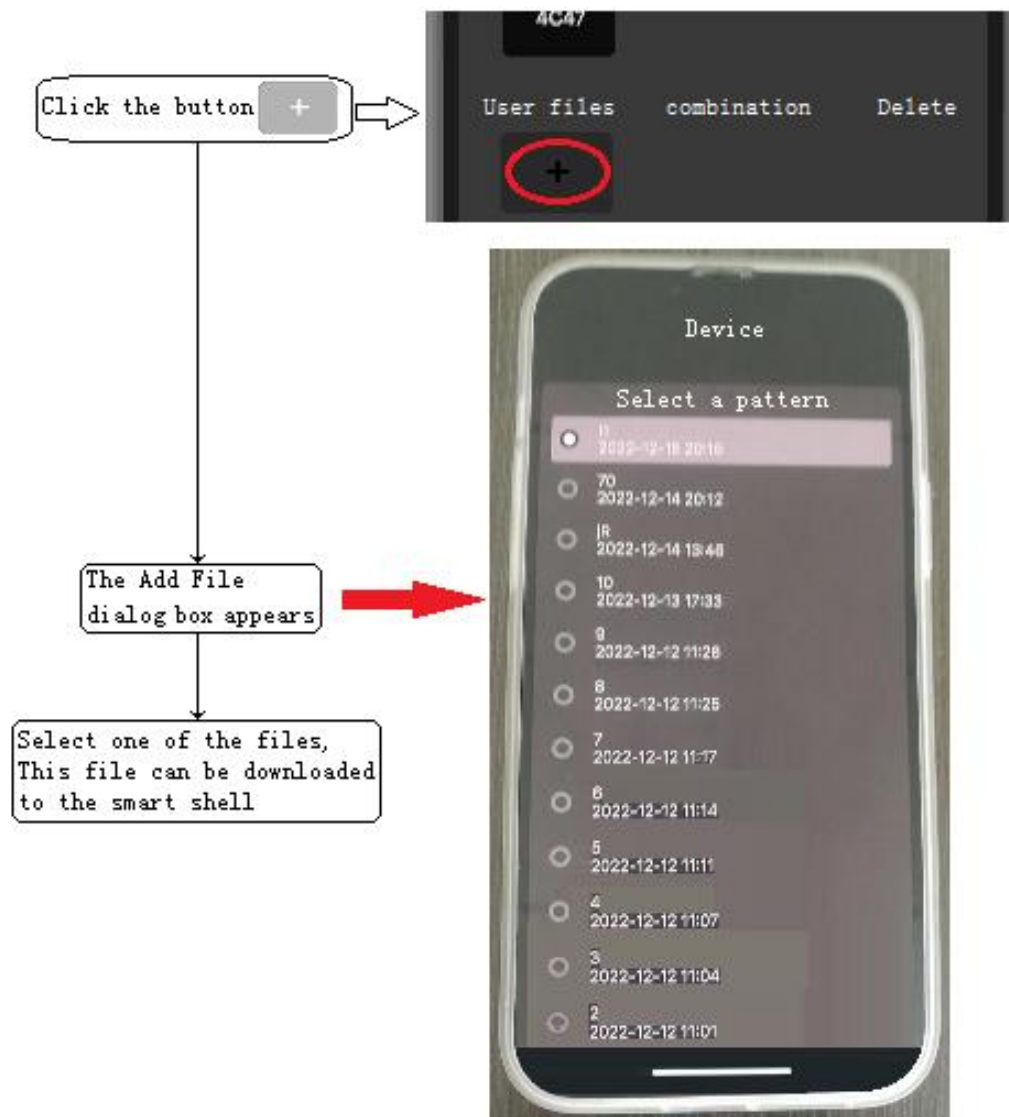 4C47
Click the button +
User files combination Delete
+
Device
Select a pattern
2022-12-18 20:16
70
2022-12-14 20:12
IR
2022-12-14 13:46
10
2022-12-13 17:33
9
2022-12-12 11:28
8
2022-12-12 11:25
7
2022-12-12 11:17
6
2022-12-12 11:14
5
2022-12-12 11:11
4
2022-12-12 11:07
3
2022-12-12 11:04
2
2022-12-12 11:01
The Add File
dialog box appears
Select one of the files,
This file can be downloaded
to the smart shell